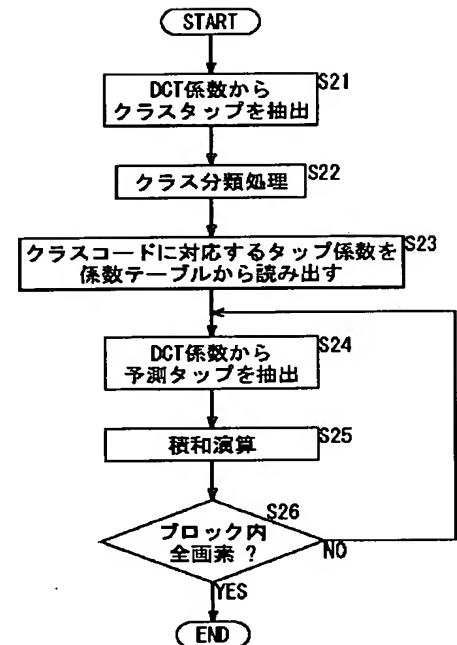 START
DCT係数から
クラスタップを抽出
S21
クラス分類処理
S22
クラスコードに対応するタップ係数を
係数テーブルから読み出す
S23
DCT係数から
予測タップを抽出
S24
積和演算
S25
S26
ブロック内
全画素 ?
NO
YES
END